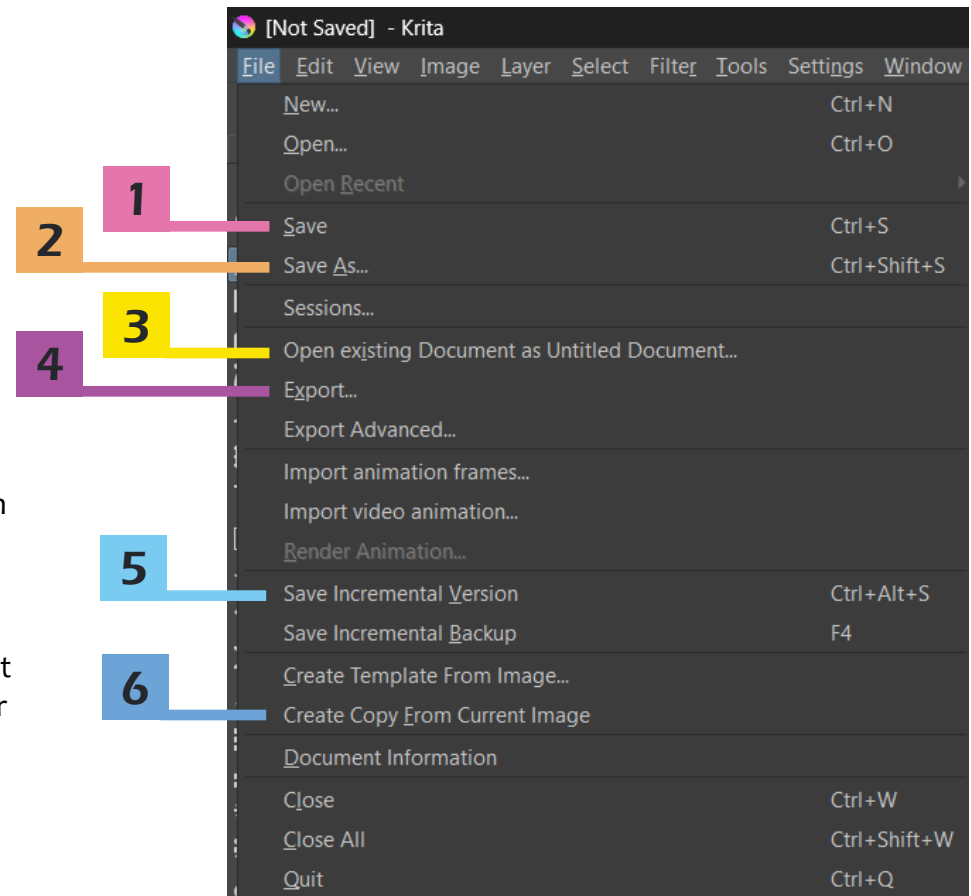 [Not Saved] - Krita
File Edit View Image Layer Select Filter Tools Settings Window
New... Ctrl+N
Open... Ctrl+O
Open Recent
1
Save Ctrl+S
2
Save As... Ctrl+Shift+S
Sessions...
3
Open existing Document as Untitled Document...
4
Export...
Export Advanced...
Import animation frames...
Import video animation...
Render Animation...
5
Save Incremental Version Ctrl+Alt+S
Save Incremental Backup F4
Create Template From Image...
6
Create Copy From Current Image
Document Information
Close Ctrl+W
Close All Ctrl+Shift+W
Quit Ctrl+Q